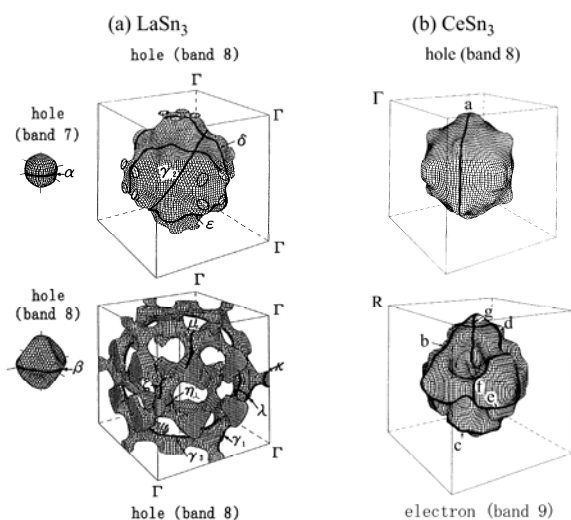 (a) LaSn₃
(b) CeSn₃
hole (band 8)
hole (band 8)
hole
(band 7)
α
Γ
Γ
Γ
δ
γ₂
ε
Γ
a
hole
(band 8)
β
Γ
Γ
Γ
Γ
μ
κ
λ
γ₁
γ₃
hole (band 8)
R
g
d
b
f
e
c
electron (band 9)